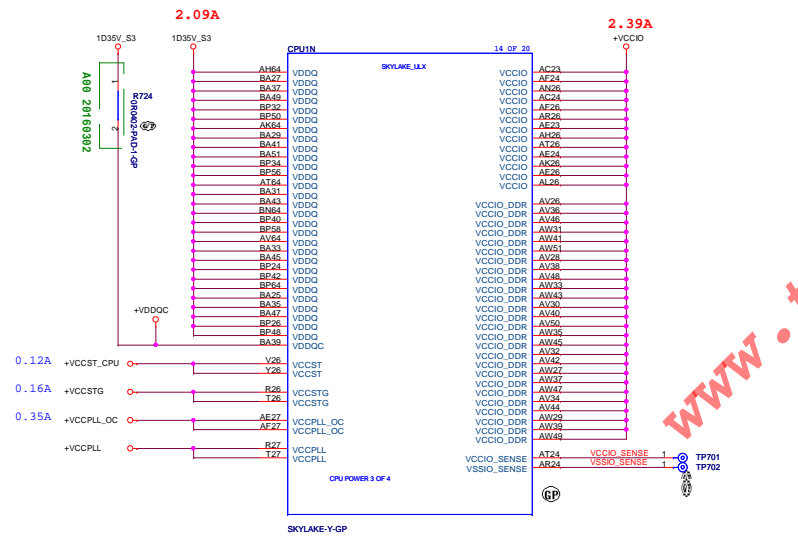 2.09A
2.39A
1D35V_S3
1D35V_S3
+VCCIO
CPU1N
14 OF 20
SKYLAKE_ULX
A00 20160302
1
2
R724
0R0402-PAD-1-GP
AH64 VDDQ
BA27 VDDQ
BA37 VDDQ
BA49 VDDQ
BP32 VDDQ
BP50 VDDQ
AK64 VDDQ
BA29 VDDQ
BA41 VDDQ
BA51 VDDQ
BP34 VDDQ
BP56 VDDQ
AT64 VDDQ
BA31 VDDQ
BA43 VDDQ
BN64 VDDQ
BP40 VDDQ
BP58 VDDQ
AV64 VDDQ
BA33 VDDQ
BA45 VDDQ
BP24 VDDQ
BP42 VDDQ
BP64 VDDQ
BA25 VDDQ
BA35 VDDQ
BA47 VDDQ
BP26 VDDQ
BP48 VDDQ
BA39 VDDQC
+VDDQC
0.12A +VCCST_CPU
V26 VCCST
Y26 VCCST
0.16A +VCCSTG
R26 VCCSTG
T26 VCCSTG
0.35A +VCCPLL_OC
AE27 VCCPLL_OC
AF27 VCCPLL_OC
+VCCPLL
R27 VCCPLL
T27 VCCPLL
VCCIO AC23
VCCIO AF24
VCCIO AN26
VCCIO AC24
VCCIO AF26
VCCIO AR26
VCCIO AE23
VCCIO AH26
VCCIO AT26
VCCIO AE24
VCCIO AK26
VCCIO AE26
VCCIO AL26
VCCIO_DDR AV26
VCCIO_DDR AV36
VCCIO_DDR AV46
VCCIO_DDR AW31
VCCIO_DDR AW41
VCCIO_DDR AW51
VCCIO_DDR AV28
VCCIO_DDR AV38
VCCIO_DDR AV48
VCCIO_DDR AW33
VCCIO_DDR AW43
VCCIO_DDR AV30
VCCIO_DDR AV40
VCCIO_DDR AV50
VCCIO_DDR AW35
VCCIO_DDR AW45
VCCIO_DDR AV32
VCCIO_DDR AV42
VCCIO_DDR AW27
VCCIO_DDR AW37
VCCIO_DDR AW47
VCCIO_DDR AV34
VCCIO_DDR AV44
VCCIO_DDR AW29
VCCIO_DDR AW39
VCCIO_DDR AW49
VCCIO_SENSE AT24 VCCIO_SENSE 1 TP701
VSSIO_SENSE AR24 VSSIO_SENSE 1 TP702
CPU POWER 3 OF 4
GP
SKYLAKE-Y-GP
www.